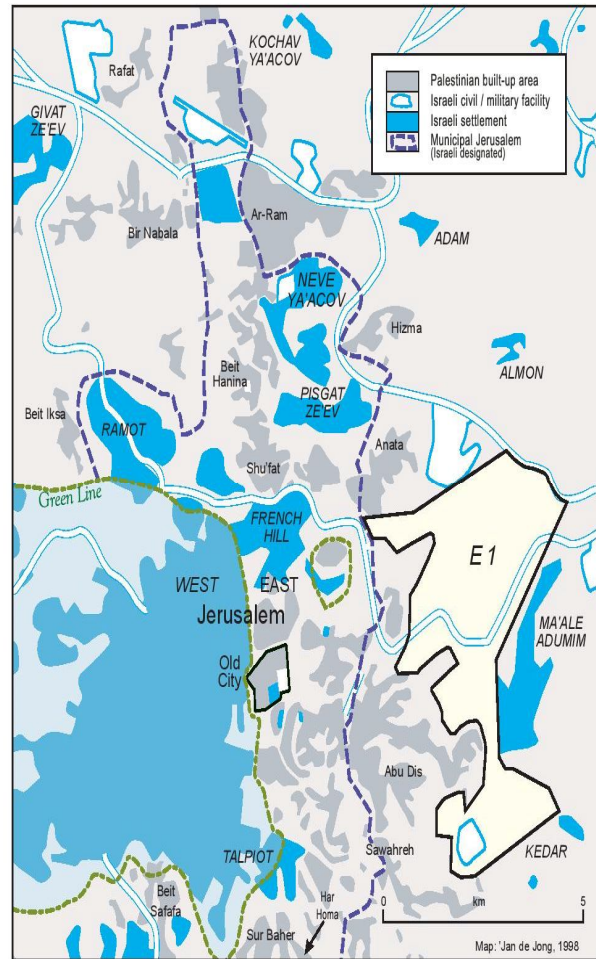 KOCHAV
YA'ACOV
Rafat
GIVAT
ZE'EV
Palestinian built-up area
Israeli civil / military facility
Israeli settlement
Municipal Jerusalem
(Israeli designated)
Ar-Ram
Bir Nabala
ADAM
NEVE
YA'ACOV
Hizma
ALMON
Beit
Hanina
PISGAT
ZE'EV
Beit Iksa
RAMOT
Anata
Shu'fat
Green Line
FRENCH
HILL
E1
WEST EAST
Jerusalem
MA'ALE
ADUMIM
Old
City
Abu Dis
TALPIOT
Sawahreh
KEDAR
Beit
Safafa
Har
Homa
Sur Baher
0 km 5
Map: 'Jan de Jong, 1998